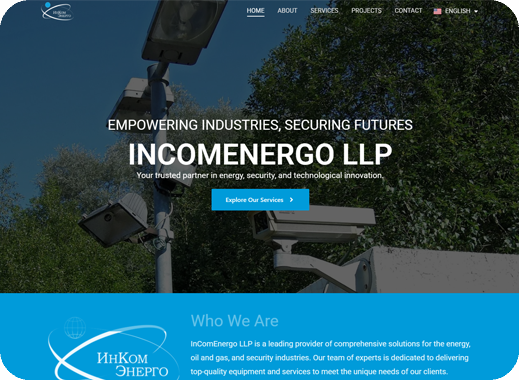 ИнКом
Энерго
HOME ABOUT SERVICES PROJECTS CONTACT ENGLISH
EMPOWERING INDUSTRIES, SECURING FUTURES
INCOMENERGO LLP
Your trusted partner in energy, security, and technological innovation.
Explore Our Services
Who We Are
InComEnergo LLP is a leading provider of comprehensive solutions for the energy,
oil and gas, and security industries. Our team of experts is dedicated to delivering
top-quality equipment and services to meet the unique needs of our clients.
ИнКом
Энерго